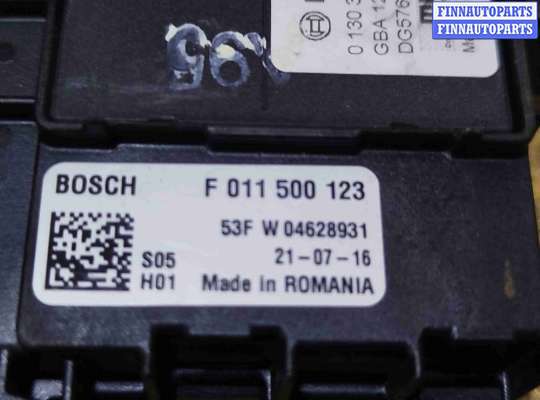 FINNAUTOPARTS
FINNAUTOPARTS
0 130 3
GBA 12
DG576
195
BOSCH F 011 500 123
53F W 04628931
S05 21-07-16
H01 Made in ROMANIA